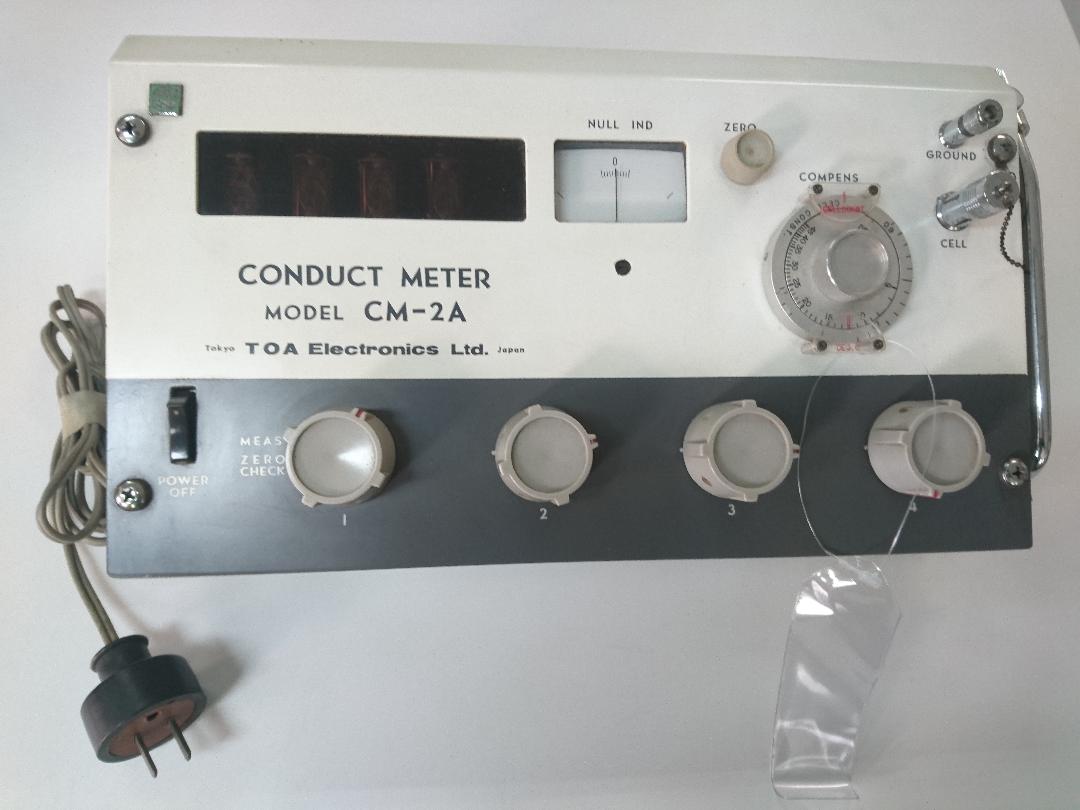 NULL IND
0
ZERO
COMPENS
GROUND
CELL
CONST.
CONDUCT METER
MODEL CM-2A
Tokyo TOA Electronics Ltd. Japan
MEAS
ZERO
CHECK
POWER
OFF
1
2
3
4